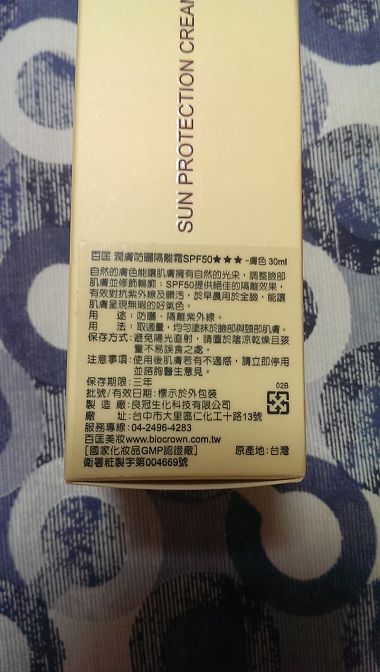 SUN PROTECTION CREAM
百匡 潤膚防曬隔離霜SPF50★★★-膚色 30ml
自然的膚色能讓肌膚擁有自然的光采，調整臉部
肌膚並修飾輪廓；SPF50提供絕佳的隔離效果，
有效對抗紫外線及髒污，於早晨用於全臉，能讓
肌膚呈現無瑕的好氣色。
用 途：防曬、隔離紫外線。
用 法：取適量，均勻塗抹於臉部與頸部肌膚。
保存方式：避免陽光直射，請置於陰涼乾燥且孩
童不易誤食之處。
注意事項：使用後肌膚若有不適感，請立即停用
並諮詢醫生意見。
保存期限：三年
批號/有效日期：標示於外包裝
製 造 廠：良冠生化科技有限公司
廠 址：台中市大里區仁化工十路13號
服務專線：04-2496-4283
百匡美妝www.biocrown.com.tw
[國家化妝品GMP認證廠] 原產地：台灣
衛署粧製字第004669號
02B